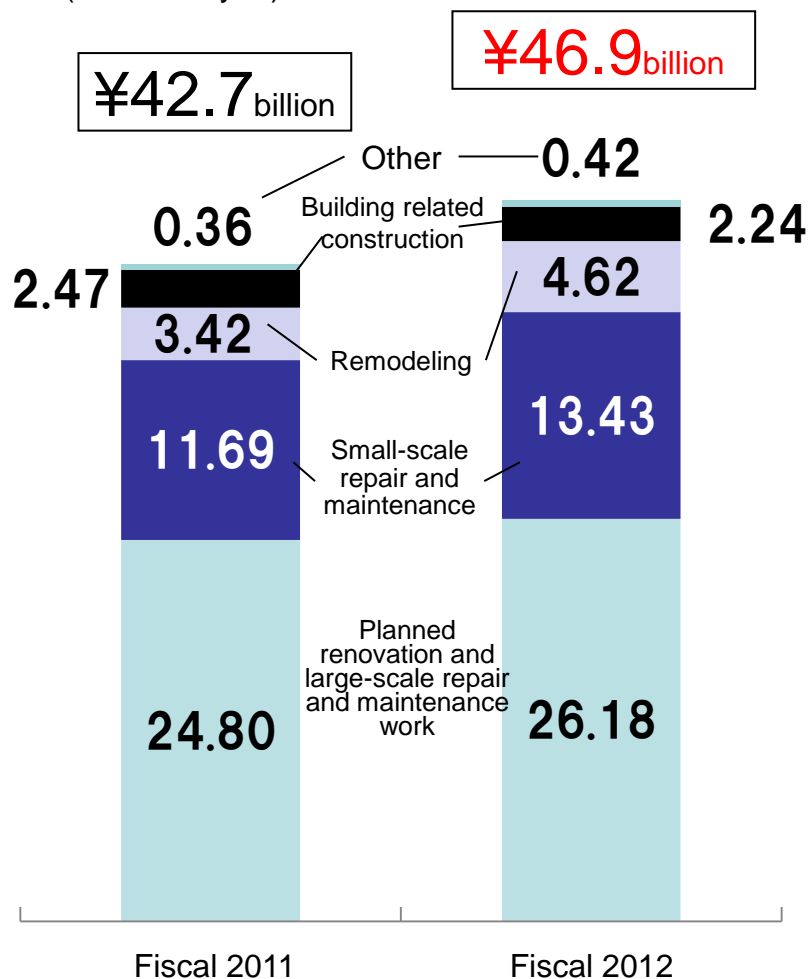 ¥42.7billion
¥46.9billion
Other
0.42
0.36
Building related
construction
2.24
2.47
4.62
3.42
Remodeling
13.43
11.69
Small-scale
repair and
maintenance
Planned
renovation and
large-scale repair
and maintenance
work
24.80
26.18
Fiscal 2011
Fiscal 2012